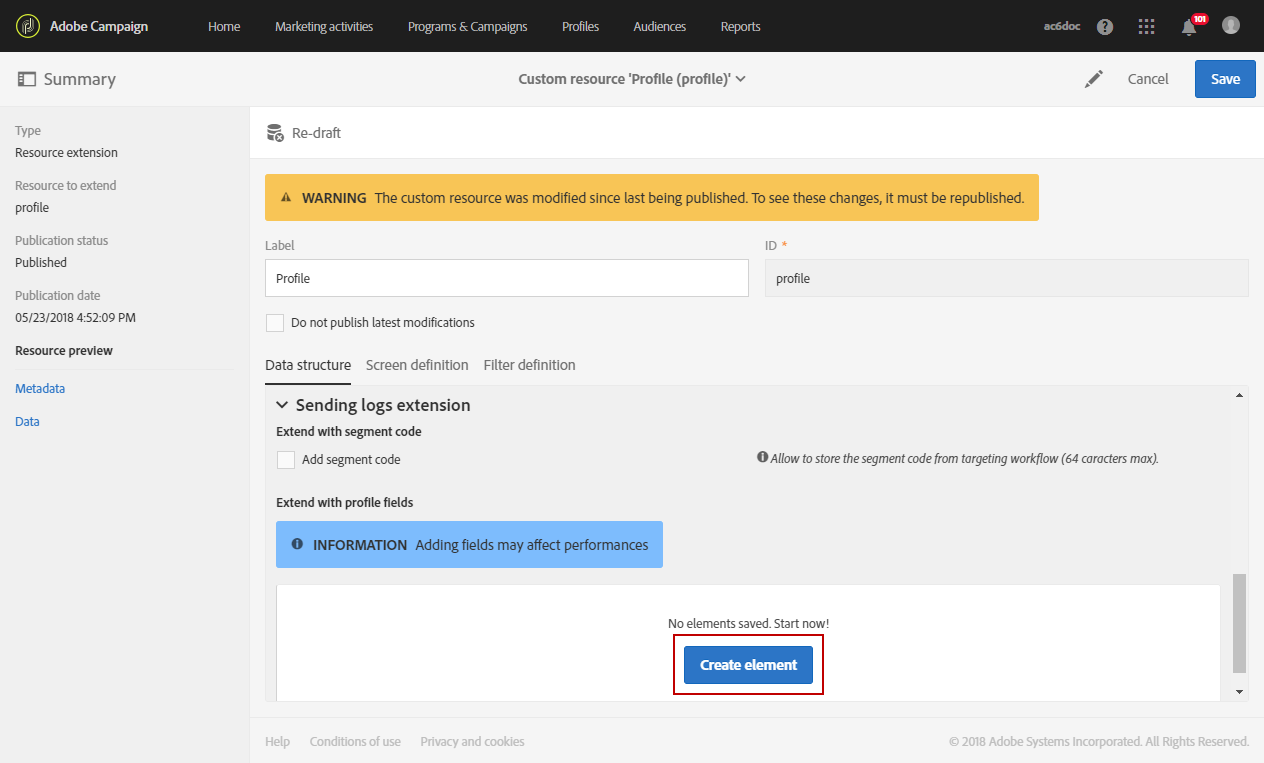 Adobe Campaign Home Marketing activities Programs & Campaigns Profiles Audiences Reports ac6doc ? 101
Summary Custom resource 'Profile (profile)' Cancel Save
Type
Resource extension
Resource to extend
profile
Publication status
Published
Publication date
05/23/2018 4:52:09 PM
Resource preview
Metadata
Data
Re-draft
WARNING The custom resource was modified since last being published. To see these changes, it must be republished.
Label ID *
Profile profile
Do not publish latest modifications
Data structure Screen definition Filter definition
Sending logs extension
Extend with segment code
Add segment code Allow to store the segment code from targeting workflow (64 caracters max).
Extend with profile fields
INFORMATION Adding fields may affect performances
No elements saved. Start now!
Create element
Help Conditions of use Privacy and cookies © 2018 Adobe Systems Incorporated. All Rights Reserved.